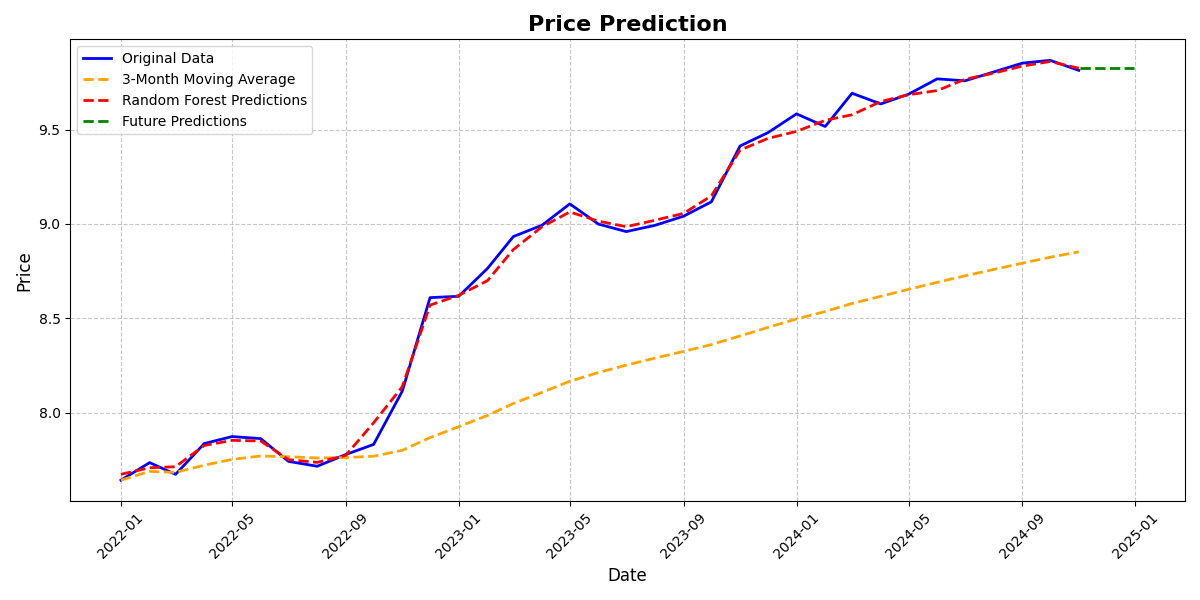 Price Prediction
Original Data
3-Month Moving Average
Random Forest Predictions
Future Predictions
9.5
9.0
8.5
8.0
Price
2022-01
2022-05
2022-09
2023-01
2023-05
2023-09
2024-01
2024-05
2024-09
2025-01
Date